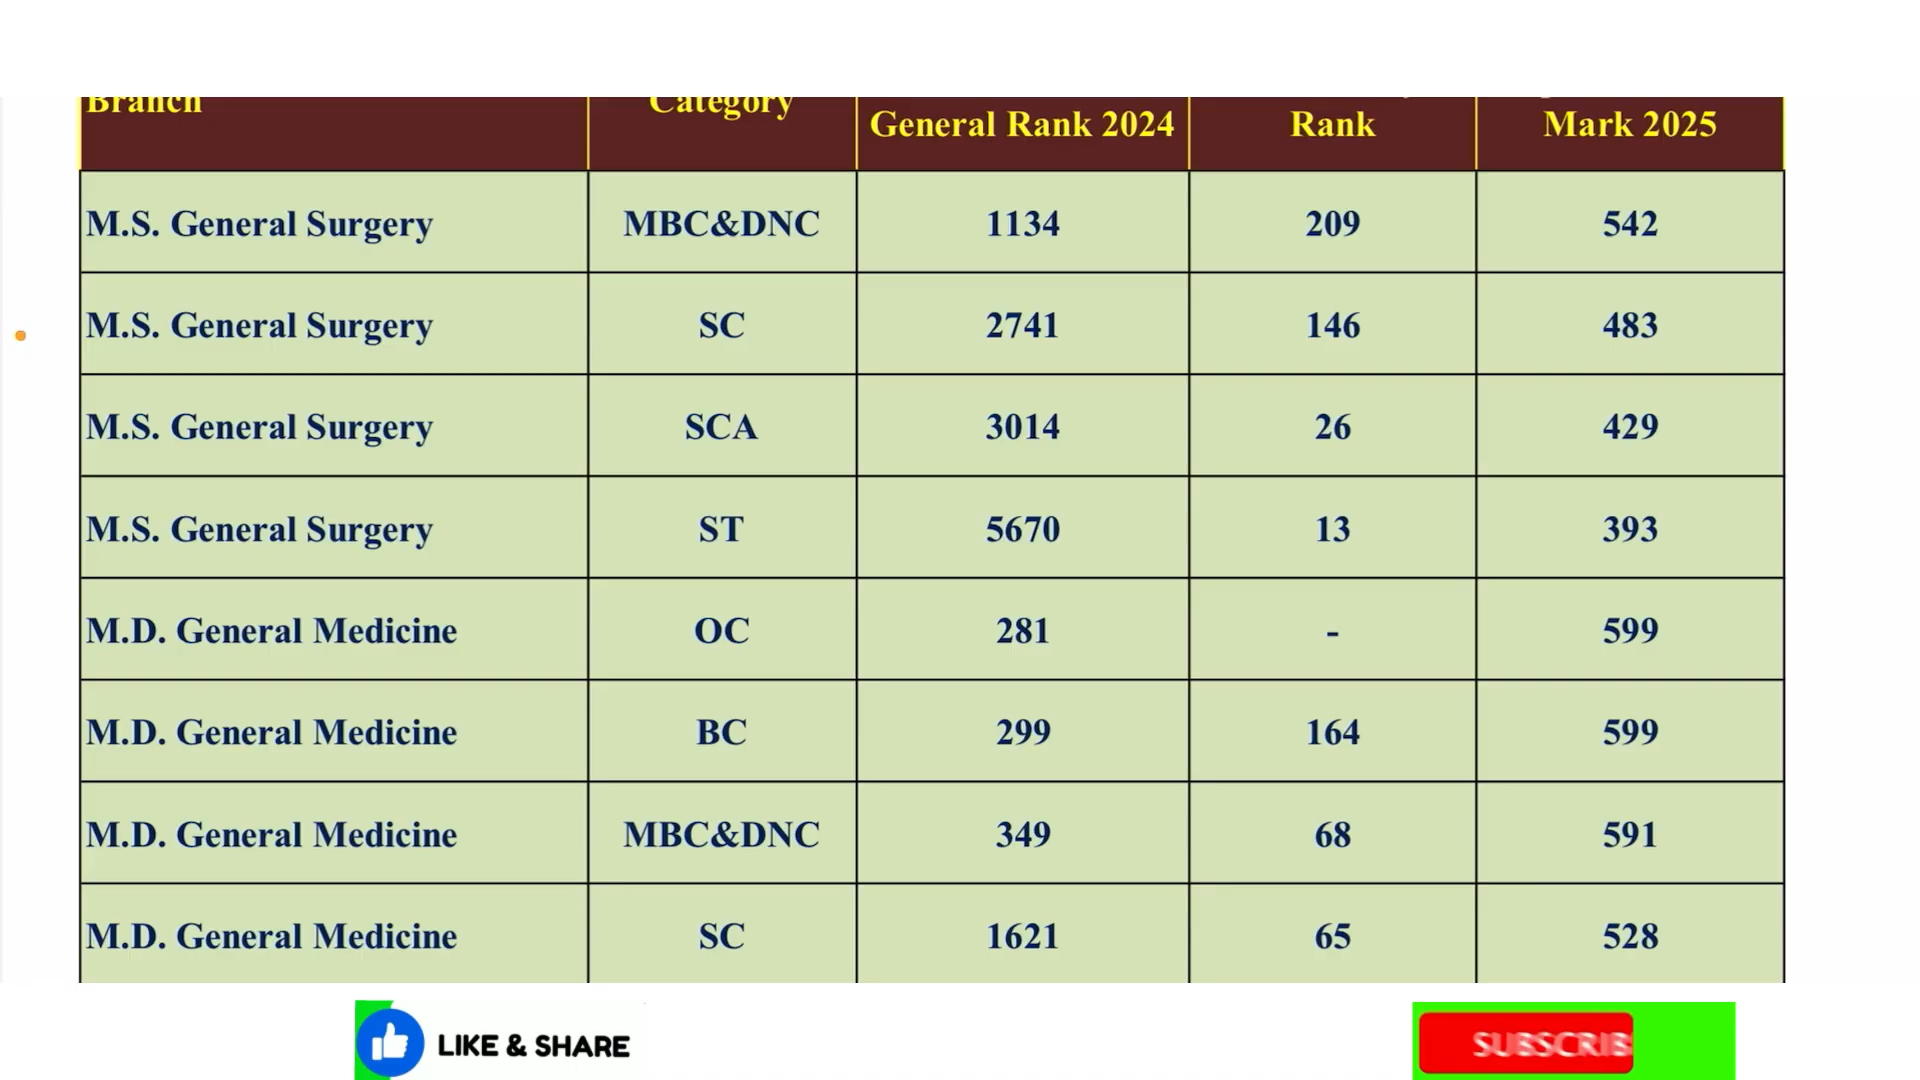 Branch Category General Rank 2024 Rank Mark 2025
M.S. General Surgery MBC&DNC 1134 209 542
M.S. General Surgery SC 2741 146 483
M.S. General Surgery SCA 3014 26 429
M.S. General Surgery ST 5670 13 393
M.D. General Medicine OC 281 - 599
M.D. General Medicine BC 299 164 599
M.D. General Medicine MBC&DNC 349 68 591
M.D. General Medicine SC 1621 65 528
LIKE & SHARE SUBSCRIB